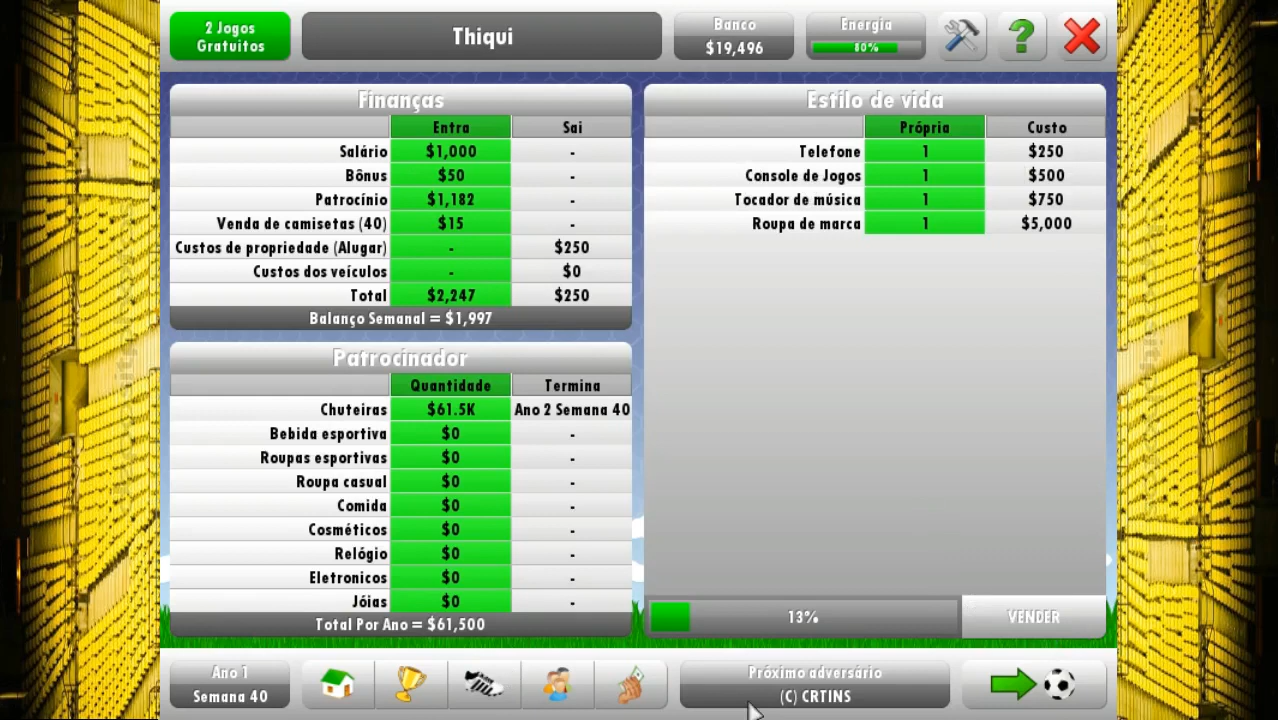 2 Jogos
Gratuitos
Thiqui
Banco
$19,496
Energia
80%
Finanças
Entra Sai
Salário $1,000 -
Bônus $50 -
Patrocínio $1,182 -
Venda de camisetas (40) $15 -
Custos de propriedade (Alugar) - $250
Custos dos veículos - $0
Total $2,247 $250
Balanço Semanal = $1,997
Patrocinador
Quantidade Termina
Chuteiras $61.5K Ano 2 Semana 40
Bebida esportiva $0 -
Roupas esportivas $0 -
Roupa casual $0 -
Comida $0 -
Cosméticos $0 -
Relógio $0 -
Eletronicos $0 -
Jóias $0 -
Total Por Ano = $61,500
Estilo de vida
Própria Custo
Telefone 1 $250
Console de Jogos 1 $500
Tocador de música 1 $750
Roupa de marca 1 $5,000
13%
VENDER
Ano 1
Semana 40
Próximo adversário
(C) CRTINS